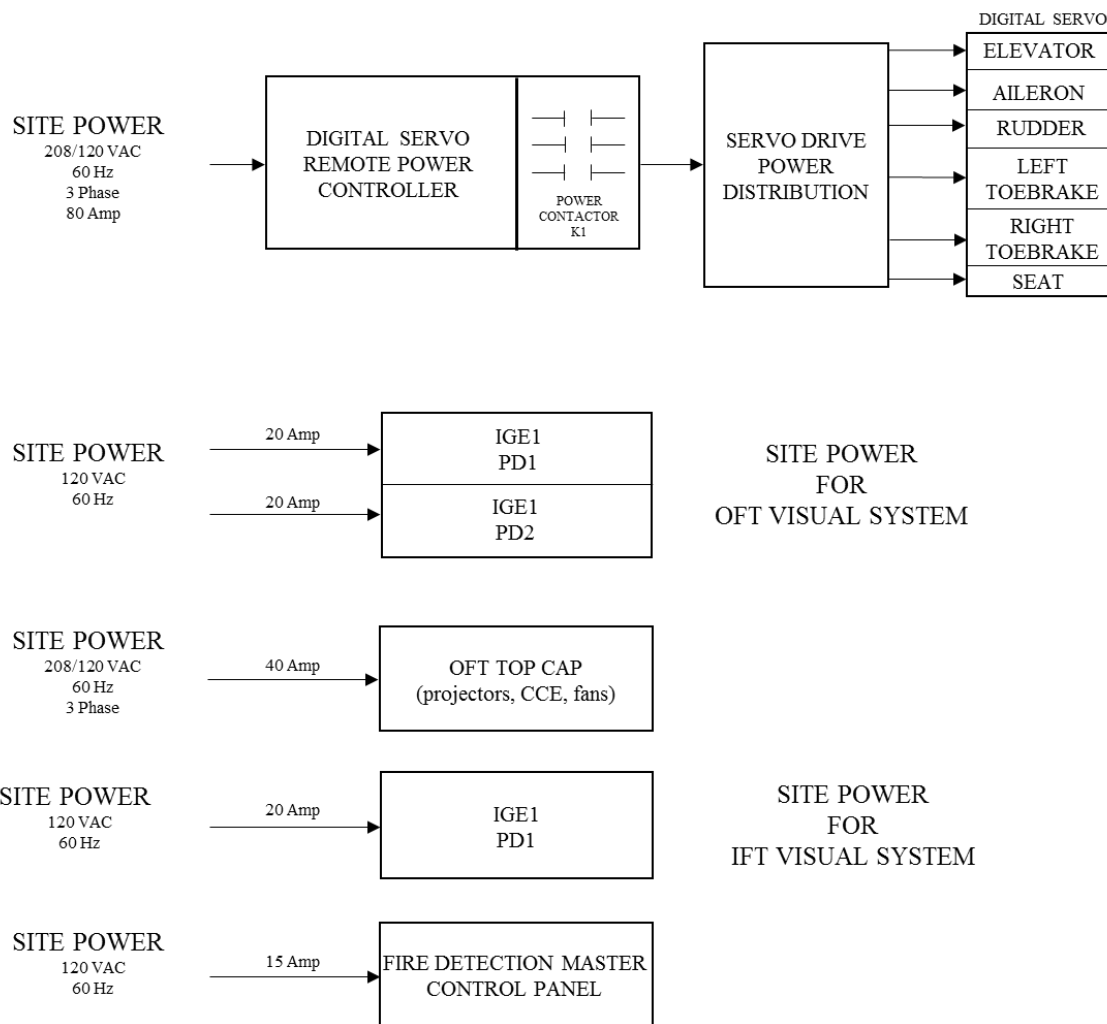 DIGITAL SERVO
SITE POWER
208/120 VAC
60 Hz
3 Phase
80 Amp
DIGITAL SERVO
REMOTE POWER
CONTROLLER
POWER
CONTACTOR
K1
SERVO DRIVE
POWER
DISTRIBUTION
ELEVATOR
AILERON
RUDDER
LEFT
TOEBRAKE
RIGHT
TOEBRAKE
SEAT
SITE POWER
120 VAC
60 Hz
20 Amp
20 Amp
IGE1
PD1
IGE1
PD2
SITE POWER
FOR
OFT VISUAL SYSTEM
SITE POWER
208/120 VAC
60 Hz
3 Phase
40 Amp
OFT TOP CAP
(projectors, CCE, fans)
SITE POWER
120 VAC
60 Hz
20 Amp
IGE1
PD1
SITE POWER
FOR
IFT VISUAL SYSTEM
SITE POWER
120 VAC
60 Hz
15 Amp
FIRE DETECTION MASTER
CONTROL PANEL